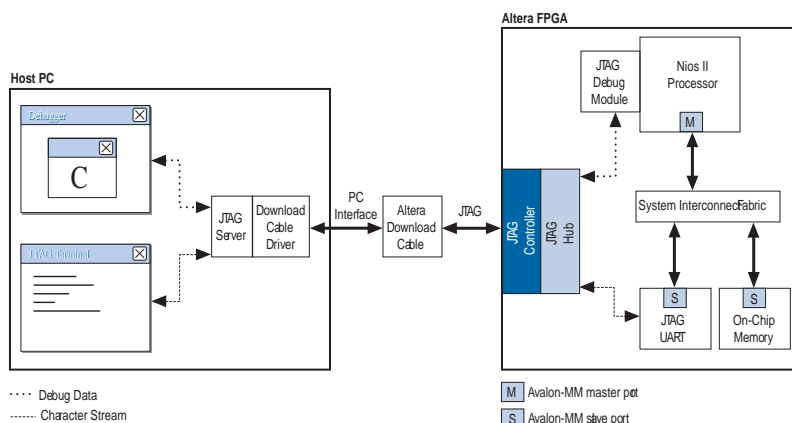 Altera FPGA
Host PC
Debugger
C
JTAG Terminal
JTAG
Server
Download
Cable
Driver
PC
Interface
Altera
Download
Cable
JTAG
JTAG
Controller
JTAG
Hub
JTAG
Debug
Module
Nios II
Processor
M
System Interconnect Fabric
S
JTAG
UART
S
On-Chip
Memory
Debug Data
Character Stream
M Avalon-MM master port
S Avalon-MM slave port